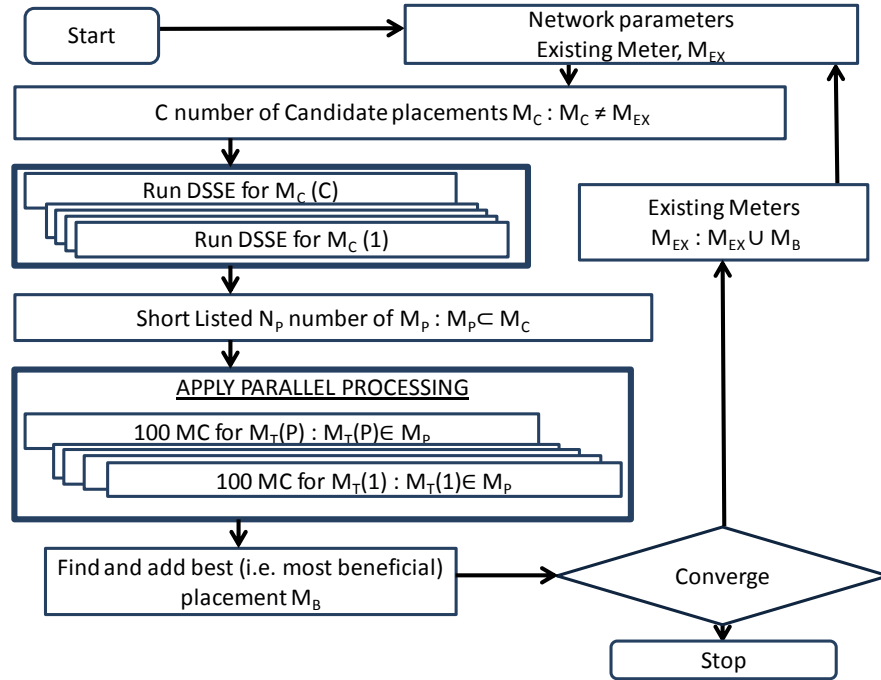 Start
Network parameters
Existing Meter, M_EX
C number of Candidate placements M_C : M_C ≠ M_EX
Run DSSE for M_C (C)
Run DSSE for M_C (1)
Existing Meters
M_EX : M_EX ∪ M_B
Short Listed N_P number of M_P : M_P ⊂ M_C
APPLY PARALLEL PROCESSING
100 MC for M_T(P) : M_T(P)∈ M_P
100 MC for M_T(1) : M_T(1)∈ M_P
Find and add best (i.e. most beneficial)
placement M_B
Converge
Stop